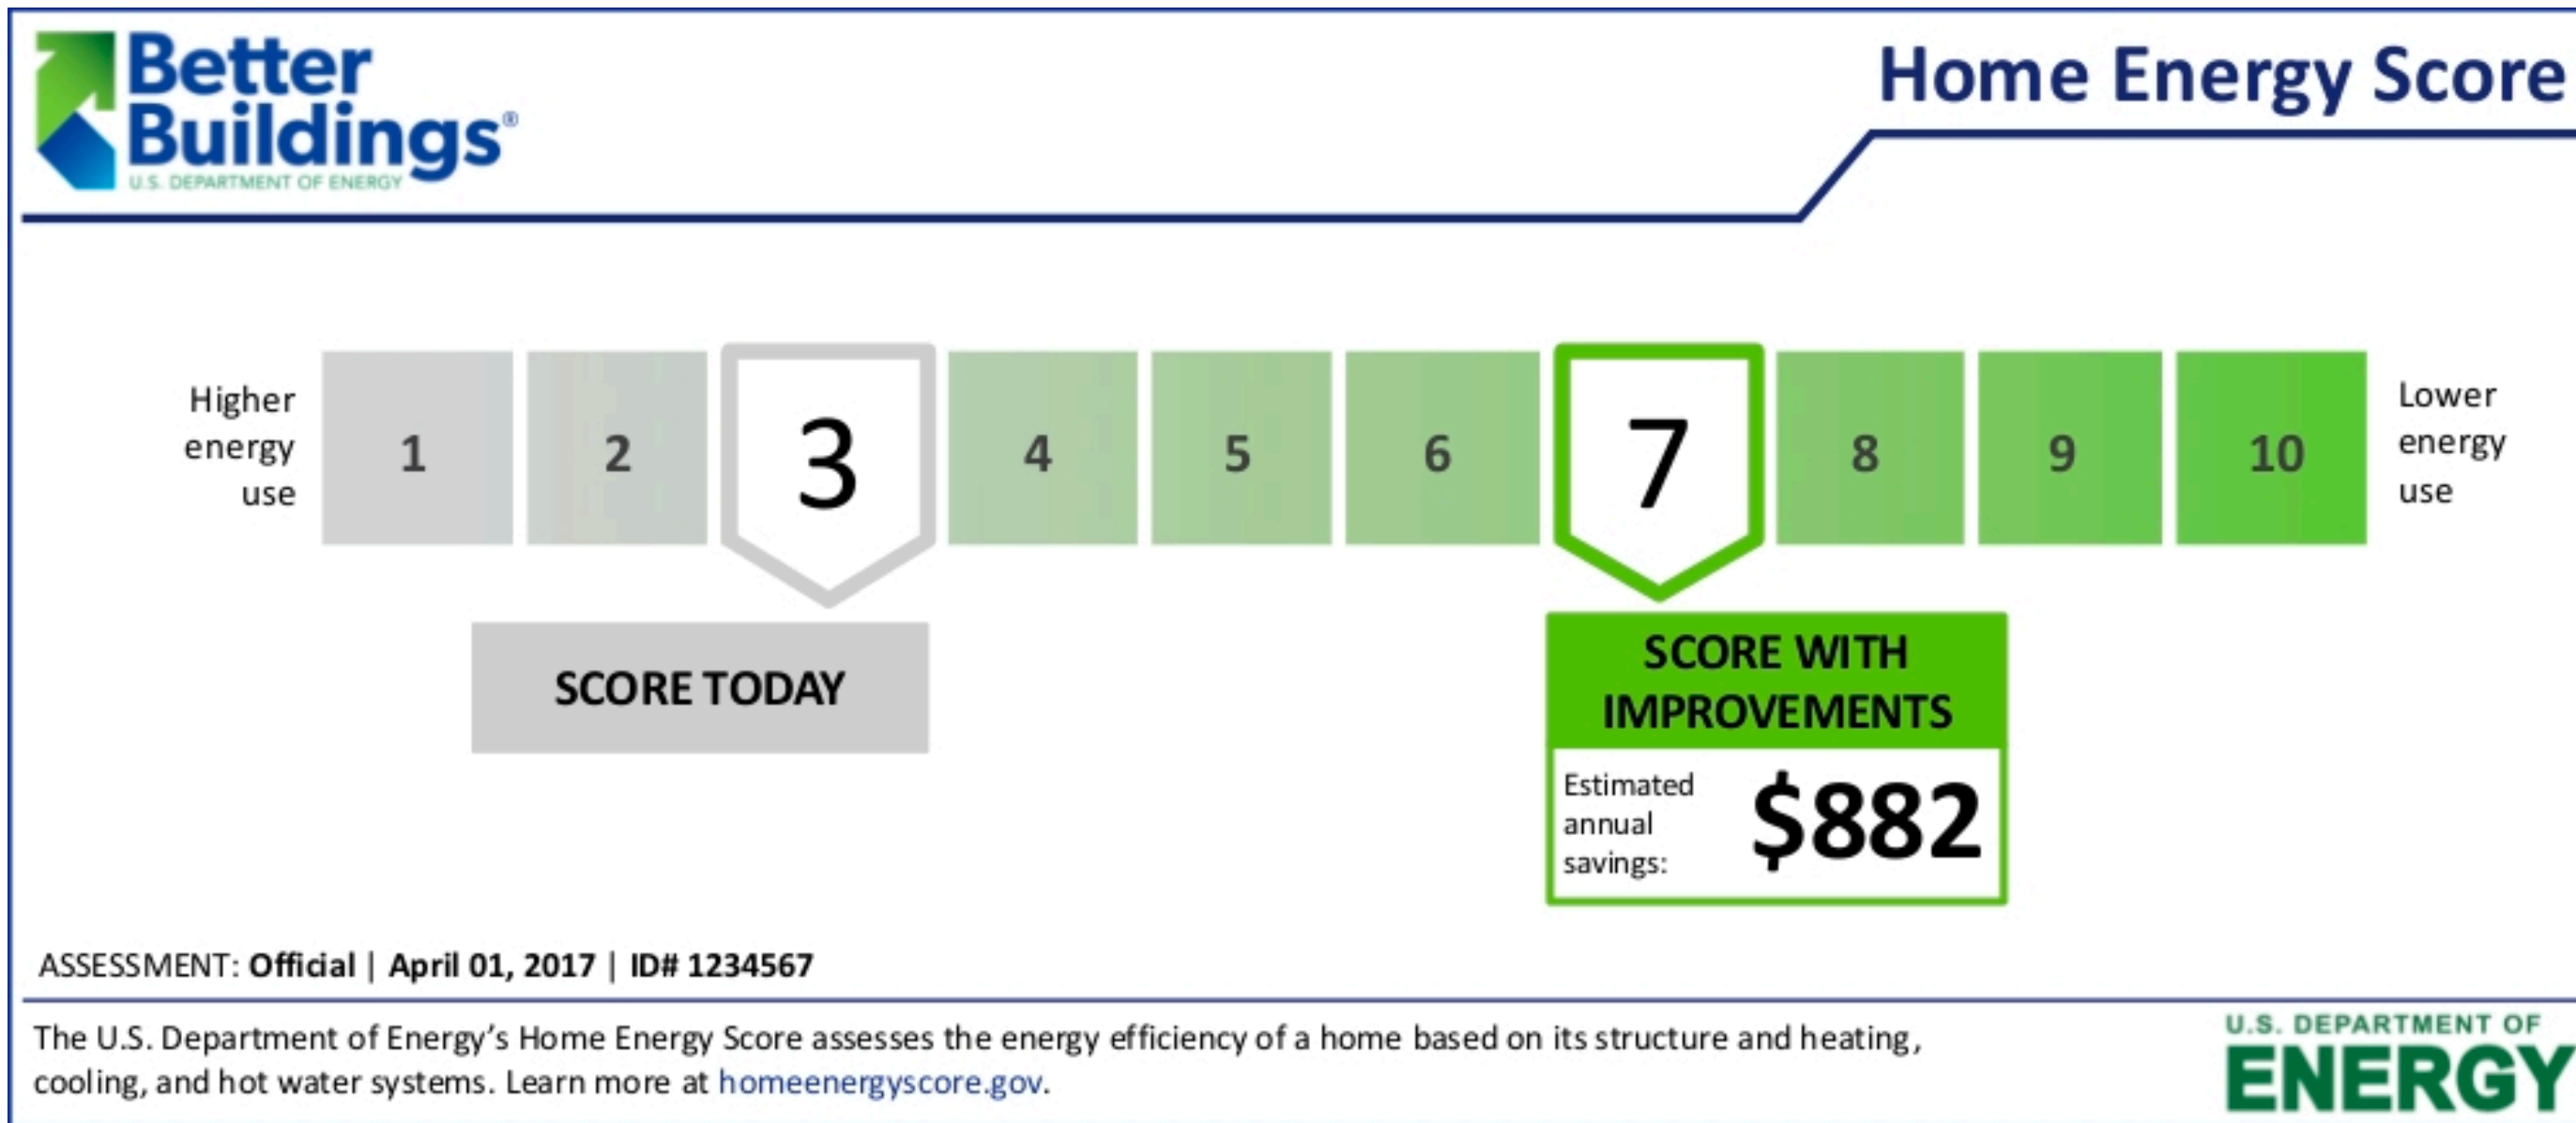 Better
Buildings®
U.S. DEPARTMENT OF ENERGY
Home Energy Score
Higher
energy
use
1
2
3
4
5
6
7
8
9
10
Lower
energy
use
SCORE TODAY
SCORE WITH
IMPROVEMENTS
Estimated
annual
savings:
$882
ASSESSMENT: Official | April 01, 2017 | ID# 1234567
The U.S. Department of Energy’s Home Energy Score assesses the energy efficiency of a home based on its structure and heating,
cooling, and hot water systems. Learn more at homeenergyscore.gov.
U.S. DEPARTMENT OF
ENERGY